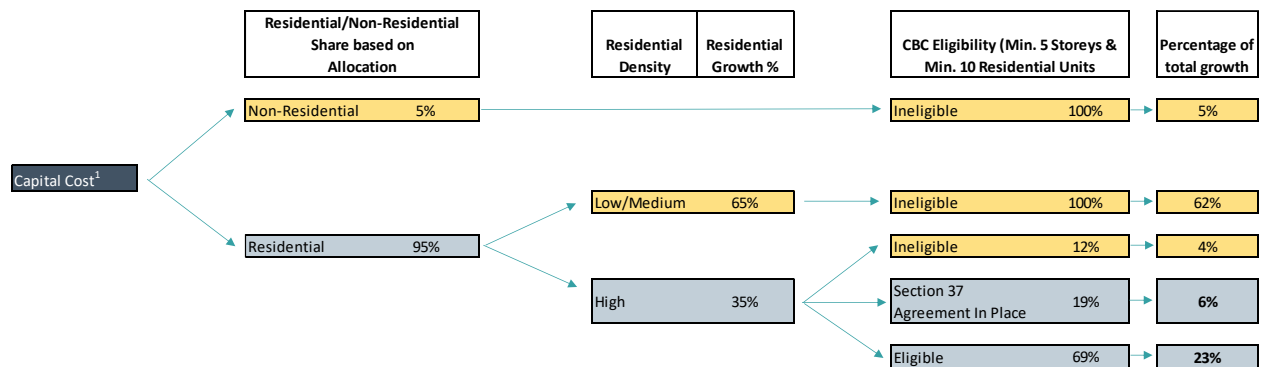 Residential/Non-Residential
Share based on
Allocation
Residential
Density
Residential
Growth %
CBC Eligibility (Min. 5 Storeys &
Min. 10 Residential Units
Percentage of
total growth
Non-Residential 5%
Ineligible 100%
5%
Capital Cost¹
Low/Medium 65%
Ineligible 100%
62%
Residential 95%
Ineligible 12%
4%
High 35%
Section 37
Agreement In Place 19%
6%
Eligible 69%
23%